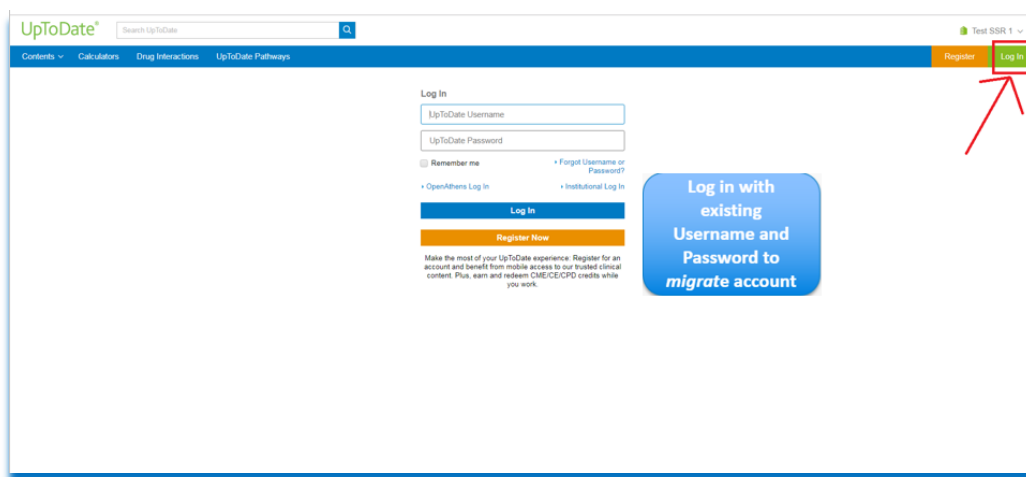 UpToDate®
Search UpToDate
Test SSR 1
Contents Calculators Drug Interactions UpToDate Pathways
Register Log In
Log In
UpToDate Username
UpToDate Password
Remember me
Forgot Username or
Password?
OpenAthens Log In
Institutional Log In
Log In
Register Now
Make the most of your UpToDate experience: Register for an
account and benefit from mobile access to our trusted clinical
content. Plus, earn and redeem CME/CE/CPD credits while
you work.
Log in with
existing
Username and
Password to
migrate account